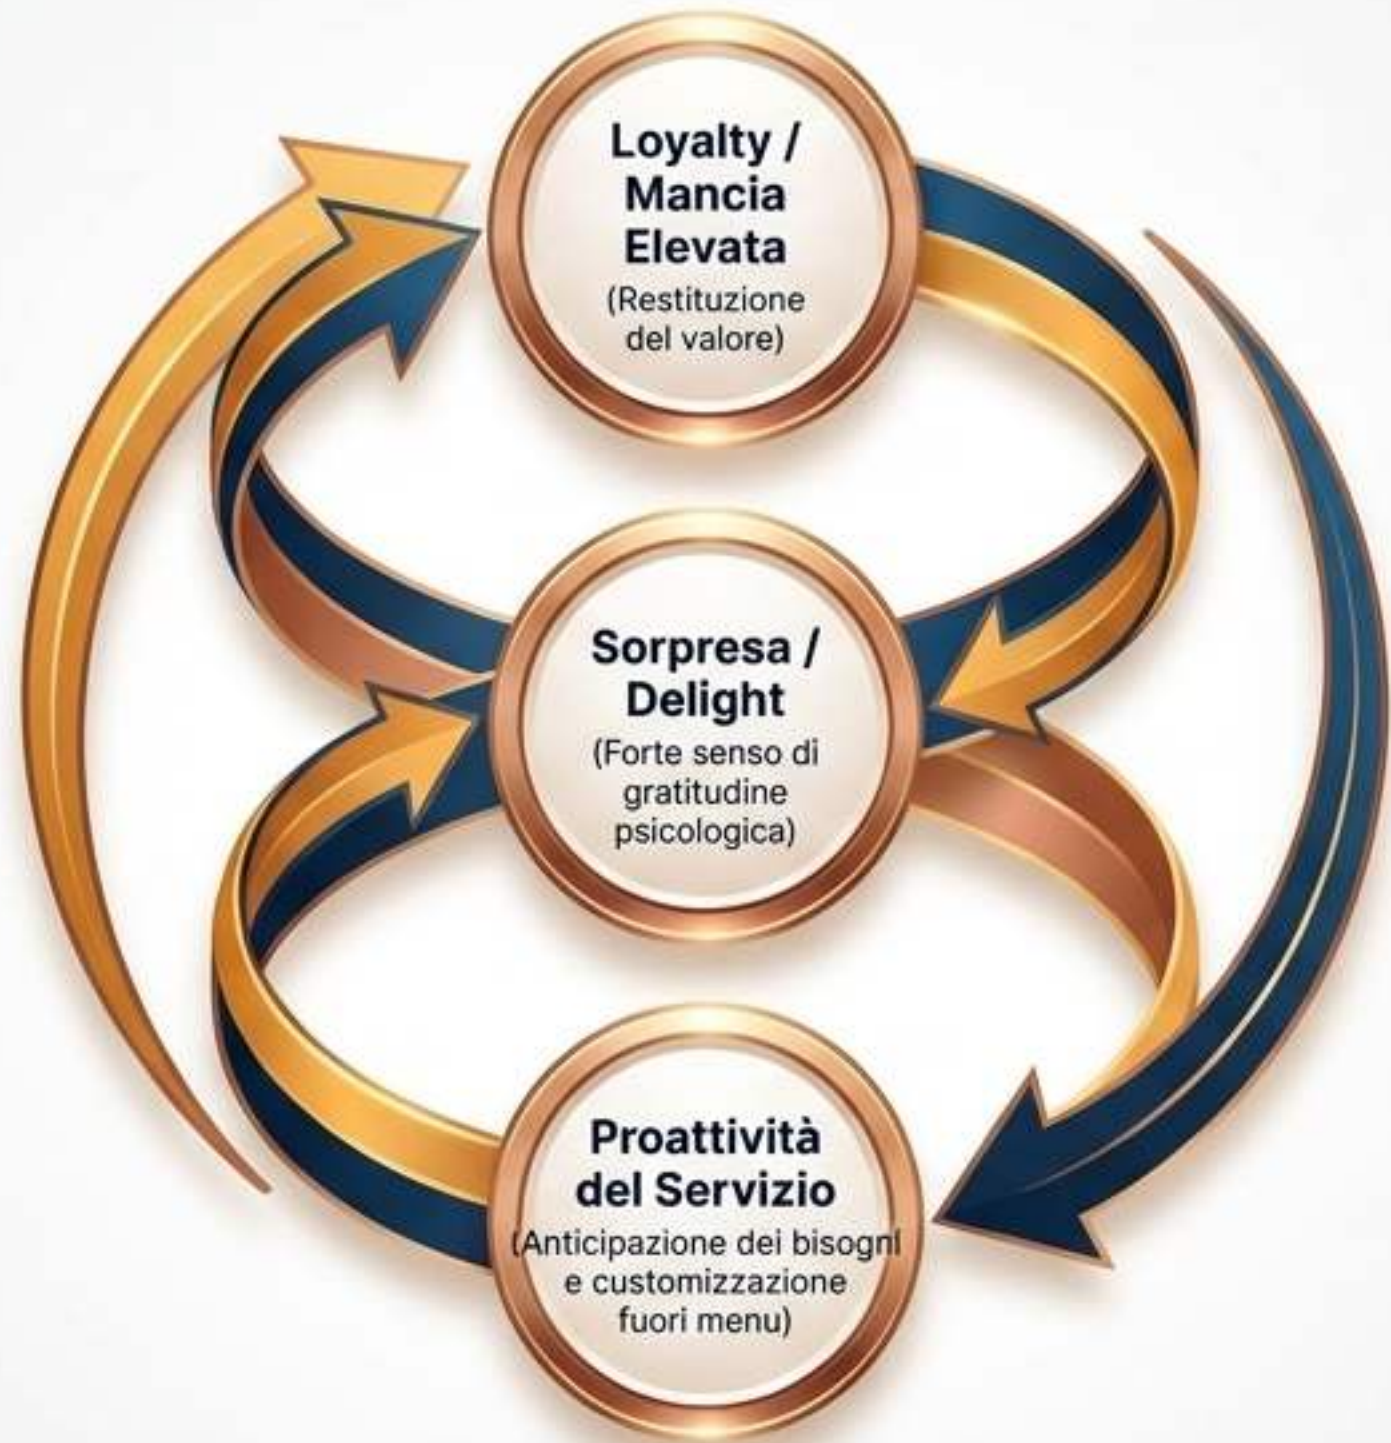 Loyalty /
Mancia
Elevata
(Restituzione
del valore)
Sorpresa /
Delight
(Forte senso di
gratitudine
psicologica)
Proattività
del Servizio
(Anticipazione dei bisogni
e customizzazione
fuori menu)